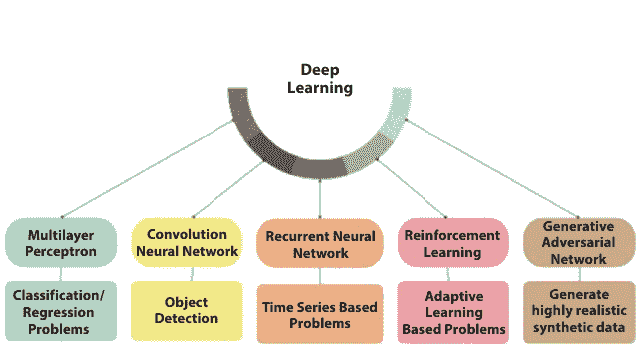 Deep
Learning
Multilayer
Perceptron
Convolution
Neural Network
Recurrent Neural
Network
Reinforcement
Learning
Generative
Adversarial
Network
Classification/
Regression
Problems
Object
Detection
Time Series Based
Problems
Adaptive
Learning
Based Problems
Generate
highly realistic
synthetic data